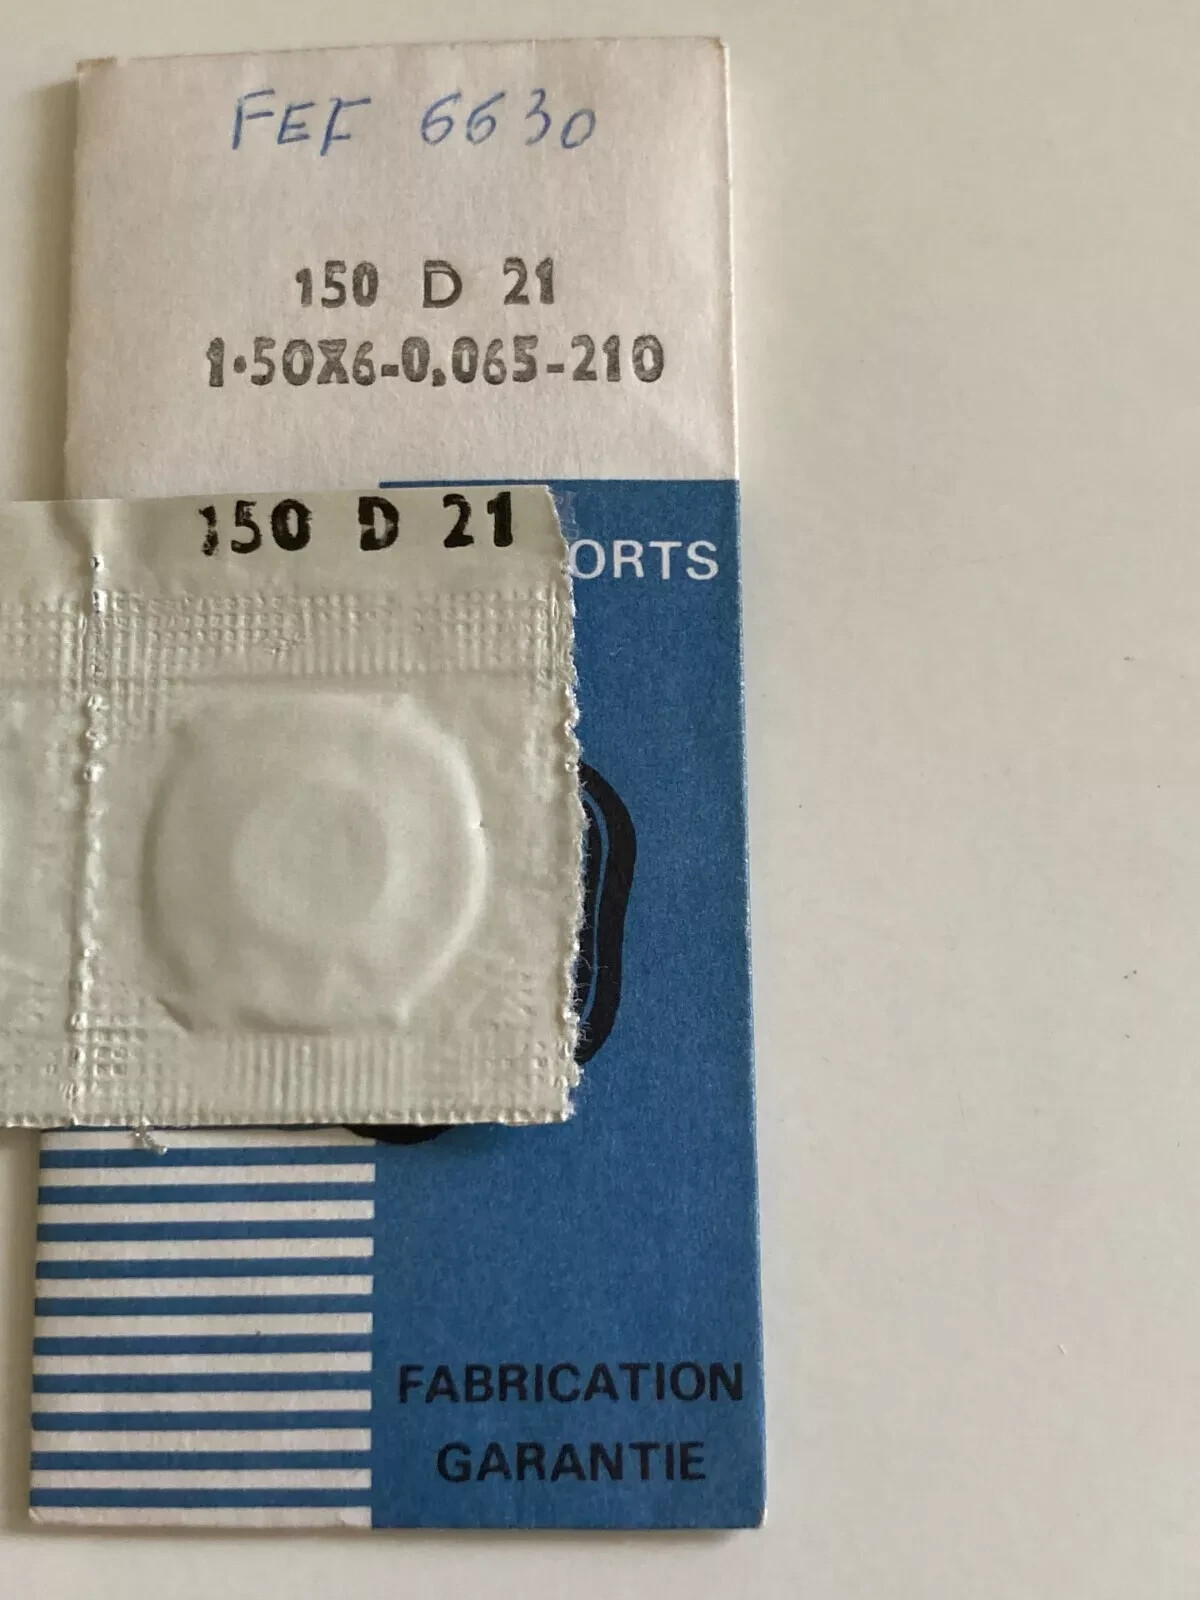 FEF 6630
150 D 21
1.50X6-0,065-210
150 D 21
ORTS
FABRICATION
GARANTIE